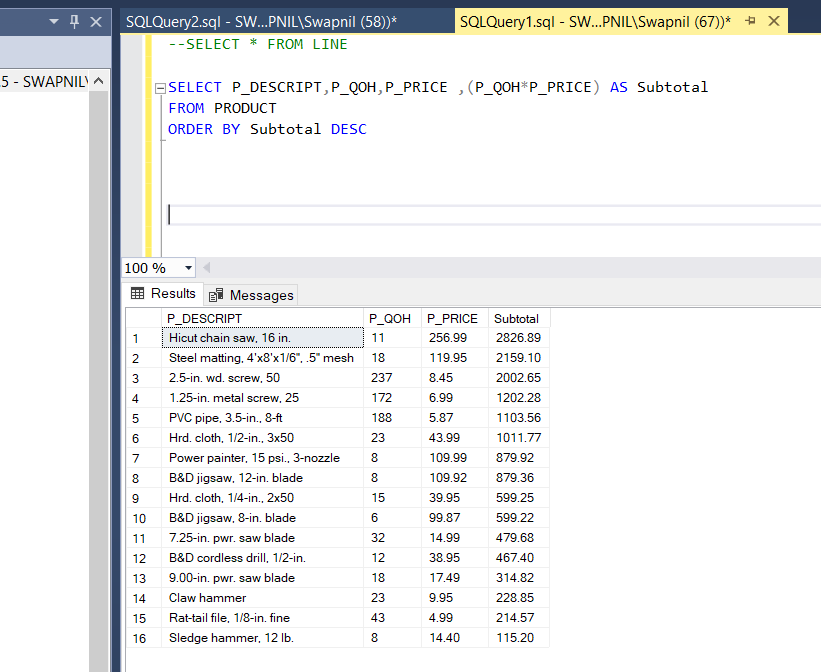 SQLQuery2.sql - SW...PNIL\Swapnil (58))*
SQLQuery1.sql - SW...PNIL\Swapnil (67))*
.5 - SWAPNIL\
--SELECT * FROM LINE
SELECT P_DESCRIPT,P_QOH,P_PRICE ,(P_QOH*P_PRICE) AS Subtotal
FROM PRODUCT
ORDER BY Subtotal DESC
100 %
Results Messages
P_DESCRIPT P_QOH P_PRICE Subtotal
1 Hicut chain saw, 16 in. 11 256.99 2826.89
2 Steel matting, 4'x8'x1/6", .5" mesh 18 119.95 2159.10
3 2.5-in. wd. screw, 50 237 8.45 2002.65
4 1.25-in. metal screw, 25 172 6.99 1202.28
5 PVC pipe, 3.5-in., 8-ft 188 5.87 1103.56
6 Hrd. cloth, 1/2-in., 3x50 23 43.99 1011.77
7 Power painter, 15 psi., 3-nozzle 8 109.99 879.92
8 B&D jigsaw, 12-in. blade 8 109.92 879.36
9 Hrd. cloth, 1/4-in., 2x50 15 39.95 599.25
10 B&D jigsaw, 8-in. blade 6 99.87 599.22
11 7.25-in. pwr. saw blade 32 14.99 479.68
12 B&D cordless drill, 1/2-in. 12 38.95 467.40
13 9.00-in. pwr. saw blade 18 17.49 314.82
14 Claw hammer 23 9.95 228.85
15 Rat-tail file, 1/8-in. fine 43 4.99 214.57
16 Sledge hammer, 12 lb. 8 14.40 115.20